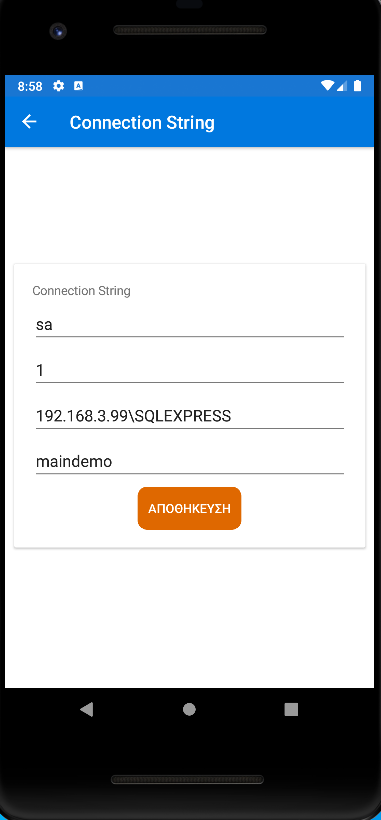 8:58
Connection String
Connection String
sa
1
192.168.3.99\SQLEXPRESS
maindemo
ΑΠΟΘΗΚΕΥΣΗ